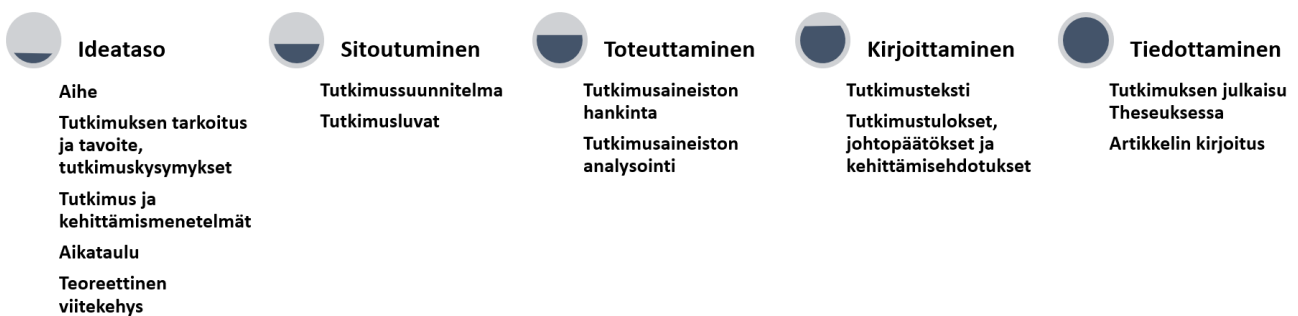 Ideataso
Aihe
Tutkimuksen tarkoitus
ja tavoite,
tutkimuskysymykset
Tutkimus ja
kehittämismenetelmät
Aikataulu
Teoreettinen
viitekehys
Sitoutuminen
Tutkimussuunnitelma
Tutkimusluvat
Toteuttaminen
Tutkimusaineiston
hankinta
Tutkimusaineiston
analysointi
Kirjoittaminen
Tutkimusteksti
Tutkimustulokset,
johtopäätökset ja
kehittämisehdotukset
Tiedottaminen
Tutkimuksen julkaisu
Theseuksessa
Artikkelin kirjoitus